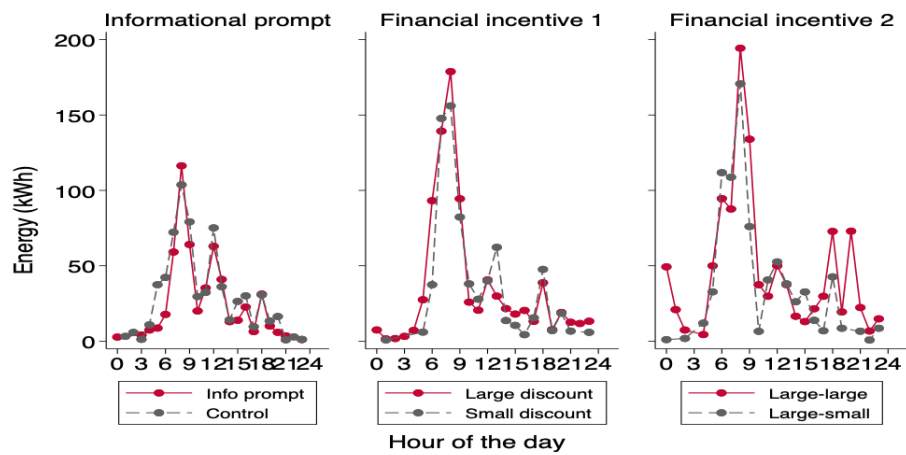 Informational prompt
Financial incentive 1
Financial incentive 2
Energy (kWh)
200
150
100
50
0
0 3 6 9 12 15 18 21 24
0 3 6 9 12 15 18 21 24
0 3 6 9 12 15 18 21 24
Info prompt
Control
Large discount
Small discount
Large-large
Large-small
Hour of the day